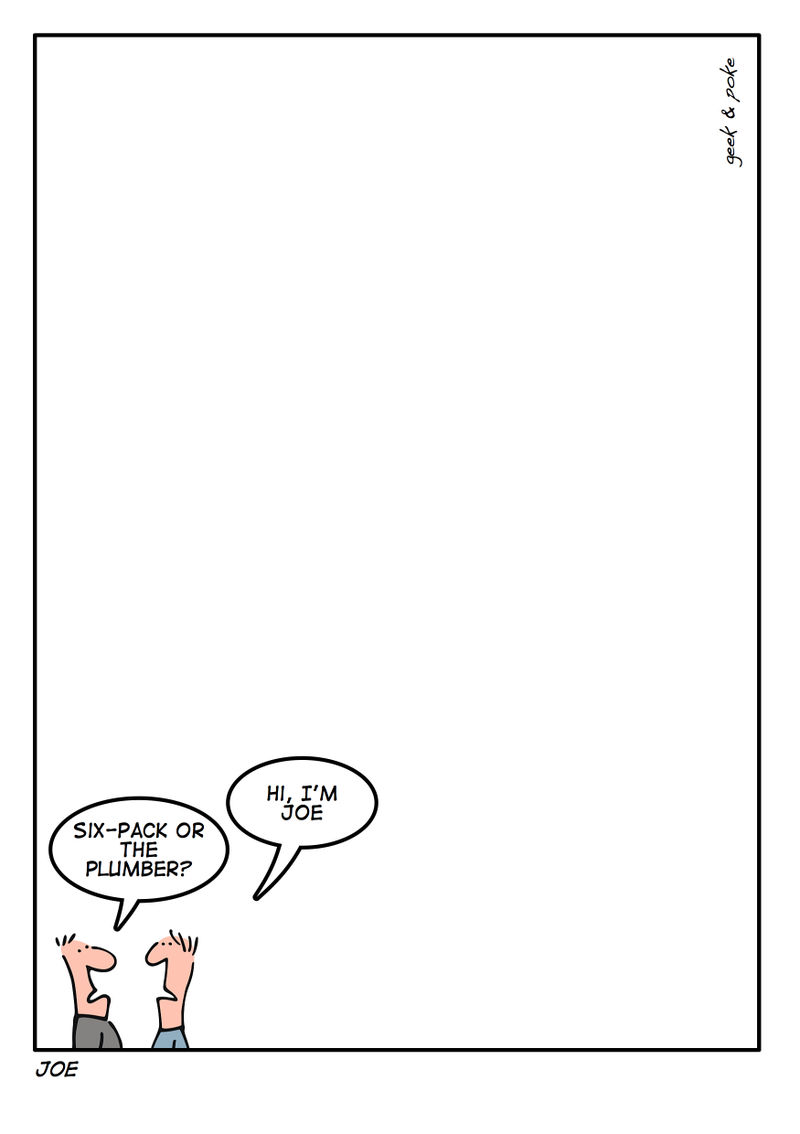 geek & poke
HI, I'M
JOE
SIX-PACK OR
THE
PLUMBER?
JOE